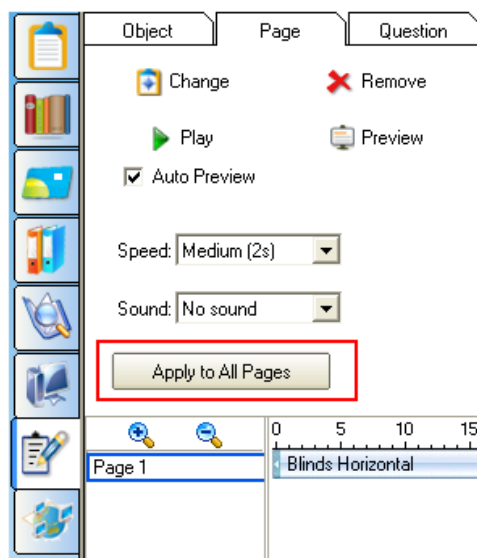 Object Page Question
Change Remove
Play Preview
Auto Preview
Speed: Medium (2s)
Sound: No sound
Apply to All Pages
0 5 10 15
Page 1 Blinds Horizontal